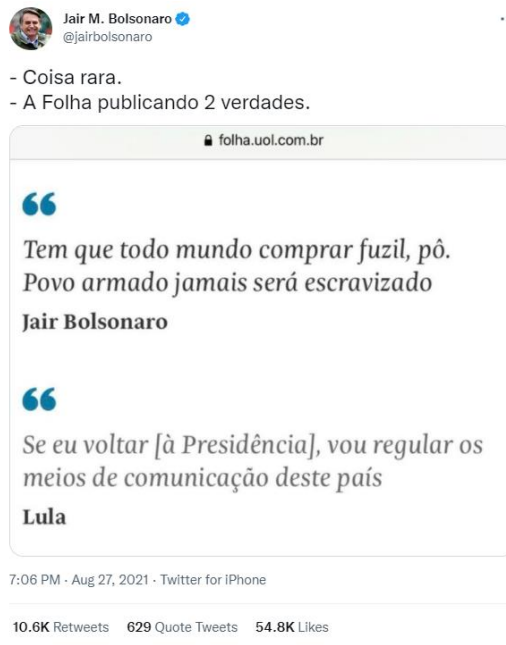 Jair M. Bolsonaro
@jairbolsonaro
- Coisa rara.
- A Folha publicando 2 verdades.
folha.uol.com.br
“
Tem que todo mundo comprar fuzil, pô.
Povo armado jamais será escravizado
Jair Bolsonaro
“
Se eu voltar [à Presidência], vou regular os
meios de comunicação deste país
Lula
7:06 PM · Aug 27, 2021 · Twitter for iPhone
10.6K Retweets 629 Quote Tweets 54.8K Likes